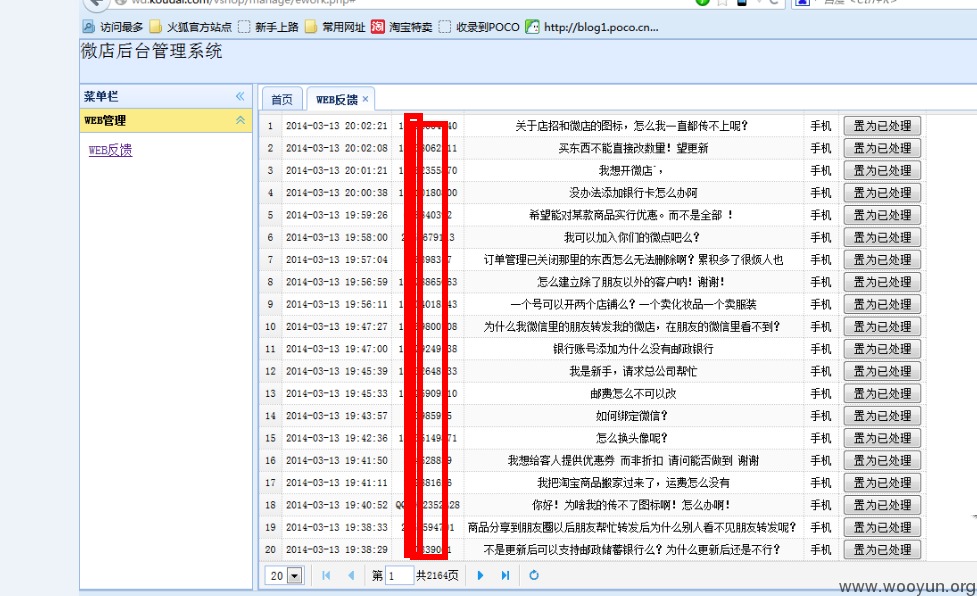 wd.koudai.com/vshop/manage/ework.php#
访问最多 火狐官方站点 新手上路 常用网址 淘 淘宝特卖 收录到POCO http://blog1.poco.cn...
微店后台管理系统
菜单栏
WEB管理
WEB反馈
首页 WEB反馈 ×
1 2014-03-13 20:02:21 关于店招和微店的图标，怎么我一直都传不上呢？ 手机 置为已处理
2 2014-03-13 20:02:08 买东西不能直接改数量！望更新 手机 置为已处理
3 2014-03-13 20:01:21 我想开微店`， 手机 置为已处理
4 2014-03-13 20:00:38 没办法添加银行卡怎么办阿 手机 置为已处理
5 2014-03-13 19:59:26 希望能对某款商品实行优惠。而不是全部 ！ 手机 置为已处理
6 2014-03-13 19:58:00 我可以加入你们的微点吧么？ 手机 置为已处理
7 2014-03-13 19:57:04 订单管理已关闭那里的东西怎么无法删除啊？累积多了很烦人也 手机 置为已处理
8 2014-03-13 19:56:59 怎么建立除了朋友以外的客户呐！谢谢！ 手机 置为已处理
9 2014-03-13 19:56:11 一个号可以开两个店铺么？一个卖化妆品一个卖服装 手机 置为已处理
10 2014-03-13 19:47:27 为什么我微信里的朋友转发我的微店，在朋友的微信里看不到？ 手机 置为已处理
11 2014-03-13 19:47:00 银行账号添加为什么没有邮政银行 手机 置为已处理
12 2014-03-13 19:45:39 我是新手，请求总公司帮忙 手机 置为已处理
13 2014-03-13 19:45:33 邮费怎么不可以改 手机 置为已处理
14 2014-03-13 19:43:57 如何绑定微信？ 手机 置为已处理
15 2014-03-13 19:42:36 怎么换头像呢？ 手机 置为已处理
16 2014-03-13 19:41:50 我想给客人提供优惠券 而非折扣 请问能否做到 谢谢 手机 置为已处理
17 2014-03-13 19:41:11 我把淘宝商品搬家过来了，运费怎么没有 手机 置为已处理
18 2014-03-13 19:40:52 你好！为啥我的传不了图标啊！怎么办啊！ 手机 置为已处理
19 2014-03-13 19:38:33 商品分享到朋友圈以后朋友帮忙转发后为什么别人看不见朋友转发呢？ 手机 置为已处理
20 2014-03-13 19:38:29 不是更新后可以支持邮政储蓄银行么？为什么更新后还是不行？ 手机 置为已处理
20 第 1 共2164页
www.wooyun.org